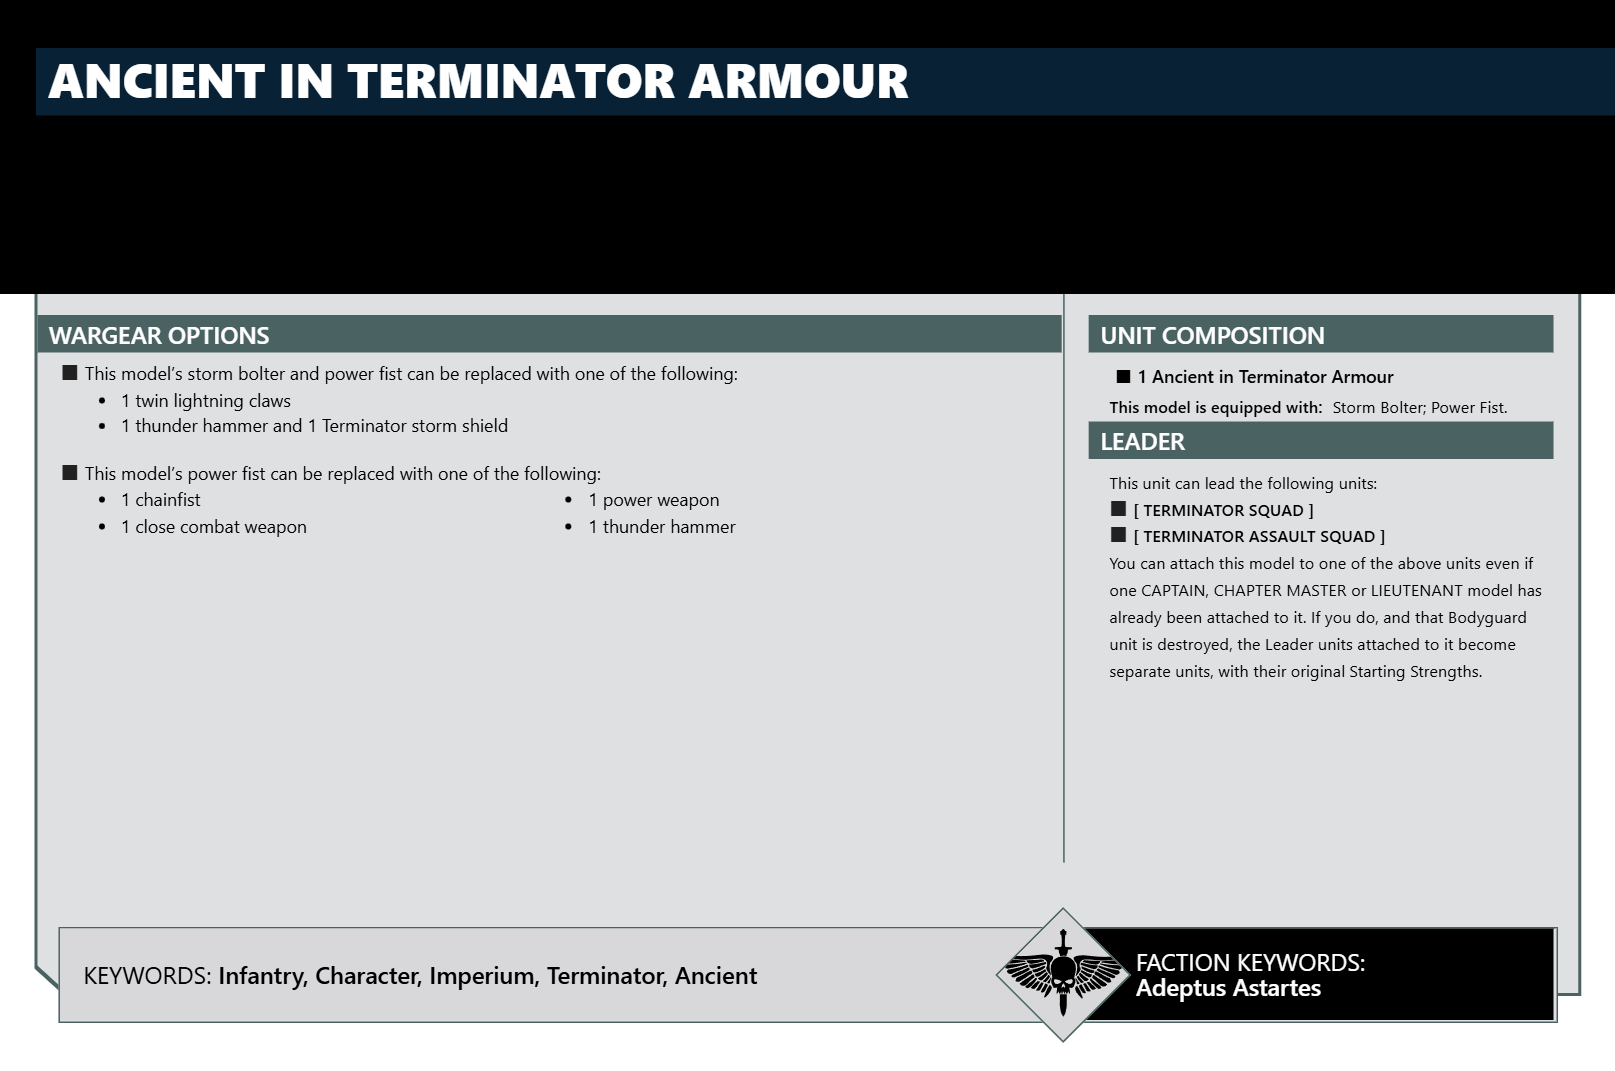 ANCIENT IN TERMINATOR ARMOUR
WARGEAR OPTIONS
■ This model's storm bolter and power fist can be replaced with one of the following:
• 1 twin lightning claws
• 1 thunder hammer and 1 Terminator storm shield
■ This model's power fist can be replaced with one of the following:
• 1 chainfist
• 1 close combat weapon
• 1 power weapon
• 1 thunder hammer
UNIT COMPOSITION
■ 1 Ancient in Terminator Armour
This model is equipped with: Storm Bolter; Power Fist.
LEADER
This unit can lead the following units:
■ [ TERMINATOR SQUAD ]
■ [ TERMINATOR ASSAULT SQUAD ]
You can attach this model to one of the above units even if
one CAPTAIN, CHAPTER MASTER or LIEUTENANT model has
already been attached to it. If you do, and that Bodyguard
unit is destroyed, the Leader units attached to it become
separate units, with their original Starting Strengths.
KEYWORDS: Infantry, Character, Imperium, Terminator, Ancient
FACTION KEYWORDS:
Adeptus Astartes